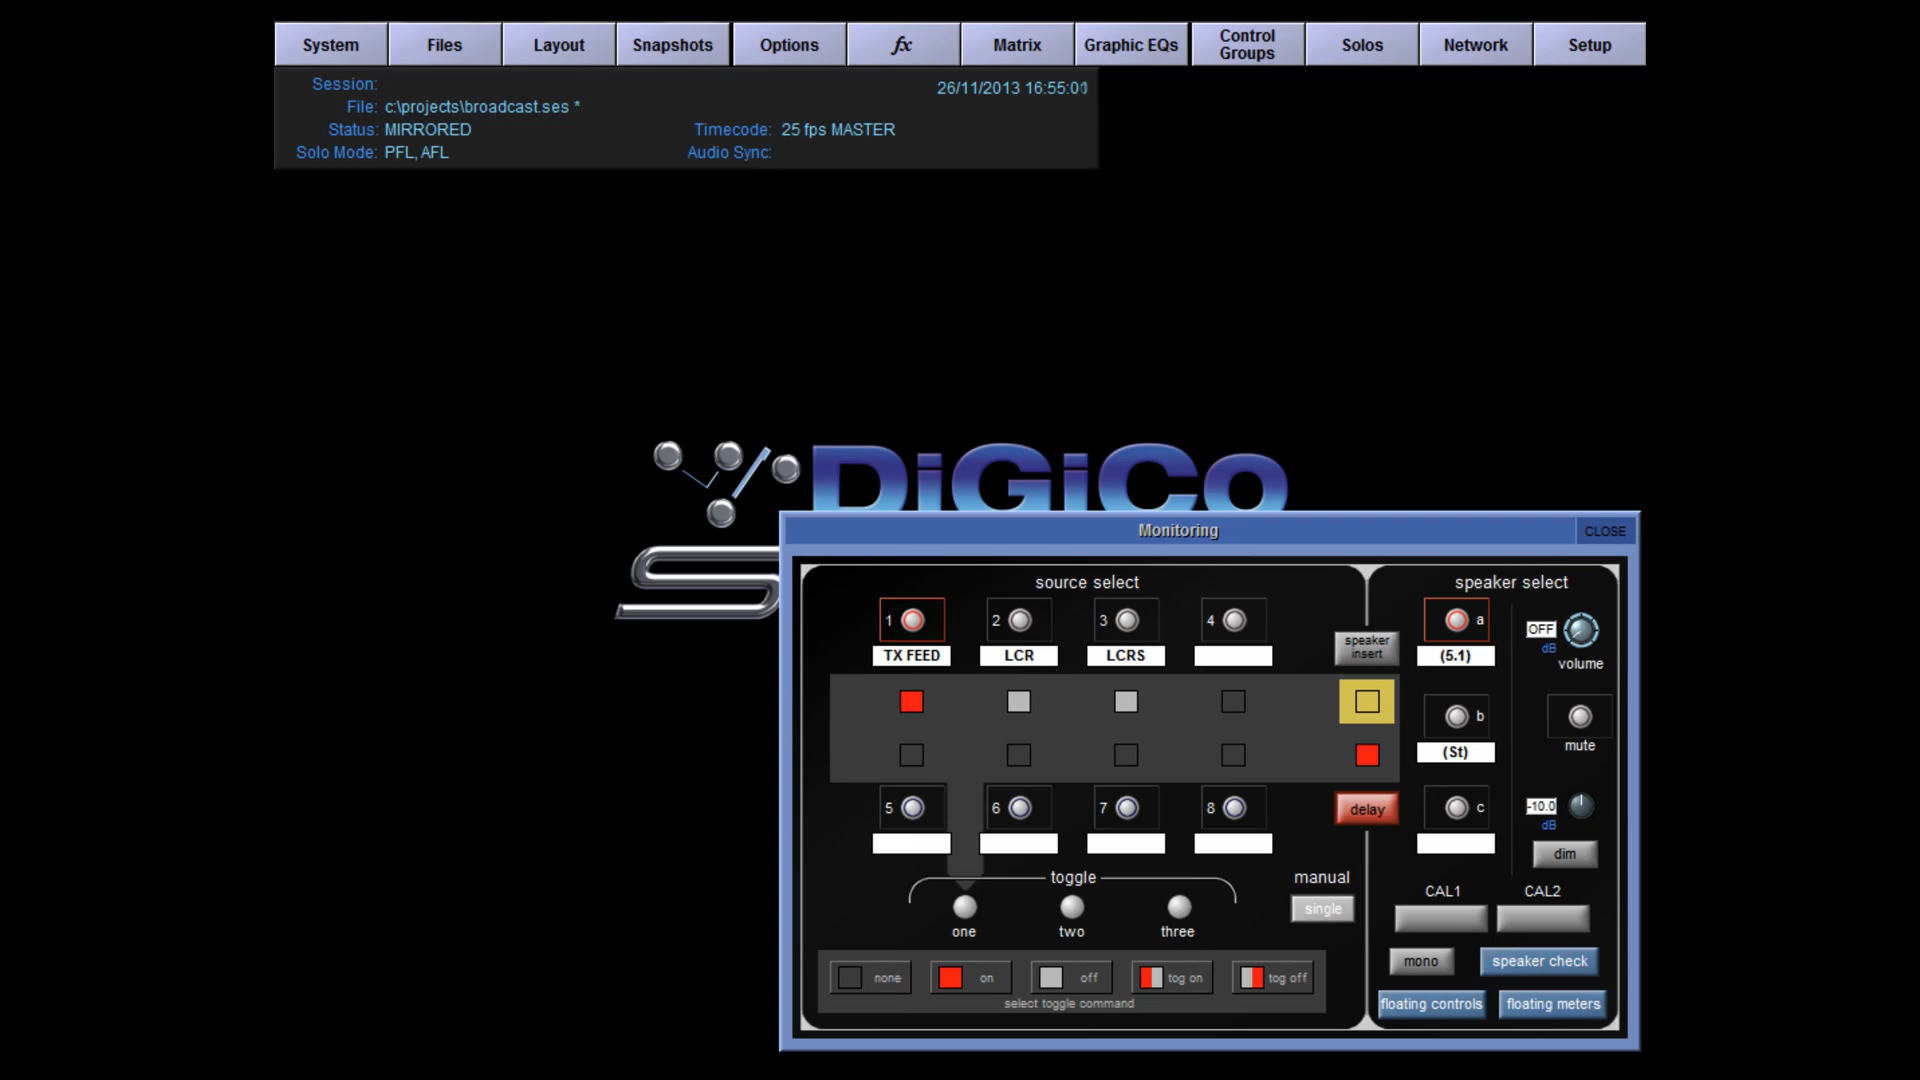 System Files Layout Snapshots Options fx Matrix Graphic EQs Control Groups Solos Network Setup
Session: 26/11/2013 16:55:01
File: c:\projects\broadcast.ses *
Status: MIRRORED Timecode: 25 fps MASTER
Solo Mode: PFL, AFL Audio Sync:
DiGiCo
S
Monitoring CLOSE
source select speaker select
1 2 3 4 a
TX FEED LCR LCRS speaker insert (5.1) OFF dB volume
b
(St) mute
5 6 7 8 delay c -10.0 dB
dim
toggle manual
CAL1 CAL2
single
one two three
mono speaker check
none on off tog on tog off
select toggle command
floating controls floating meters